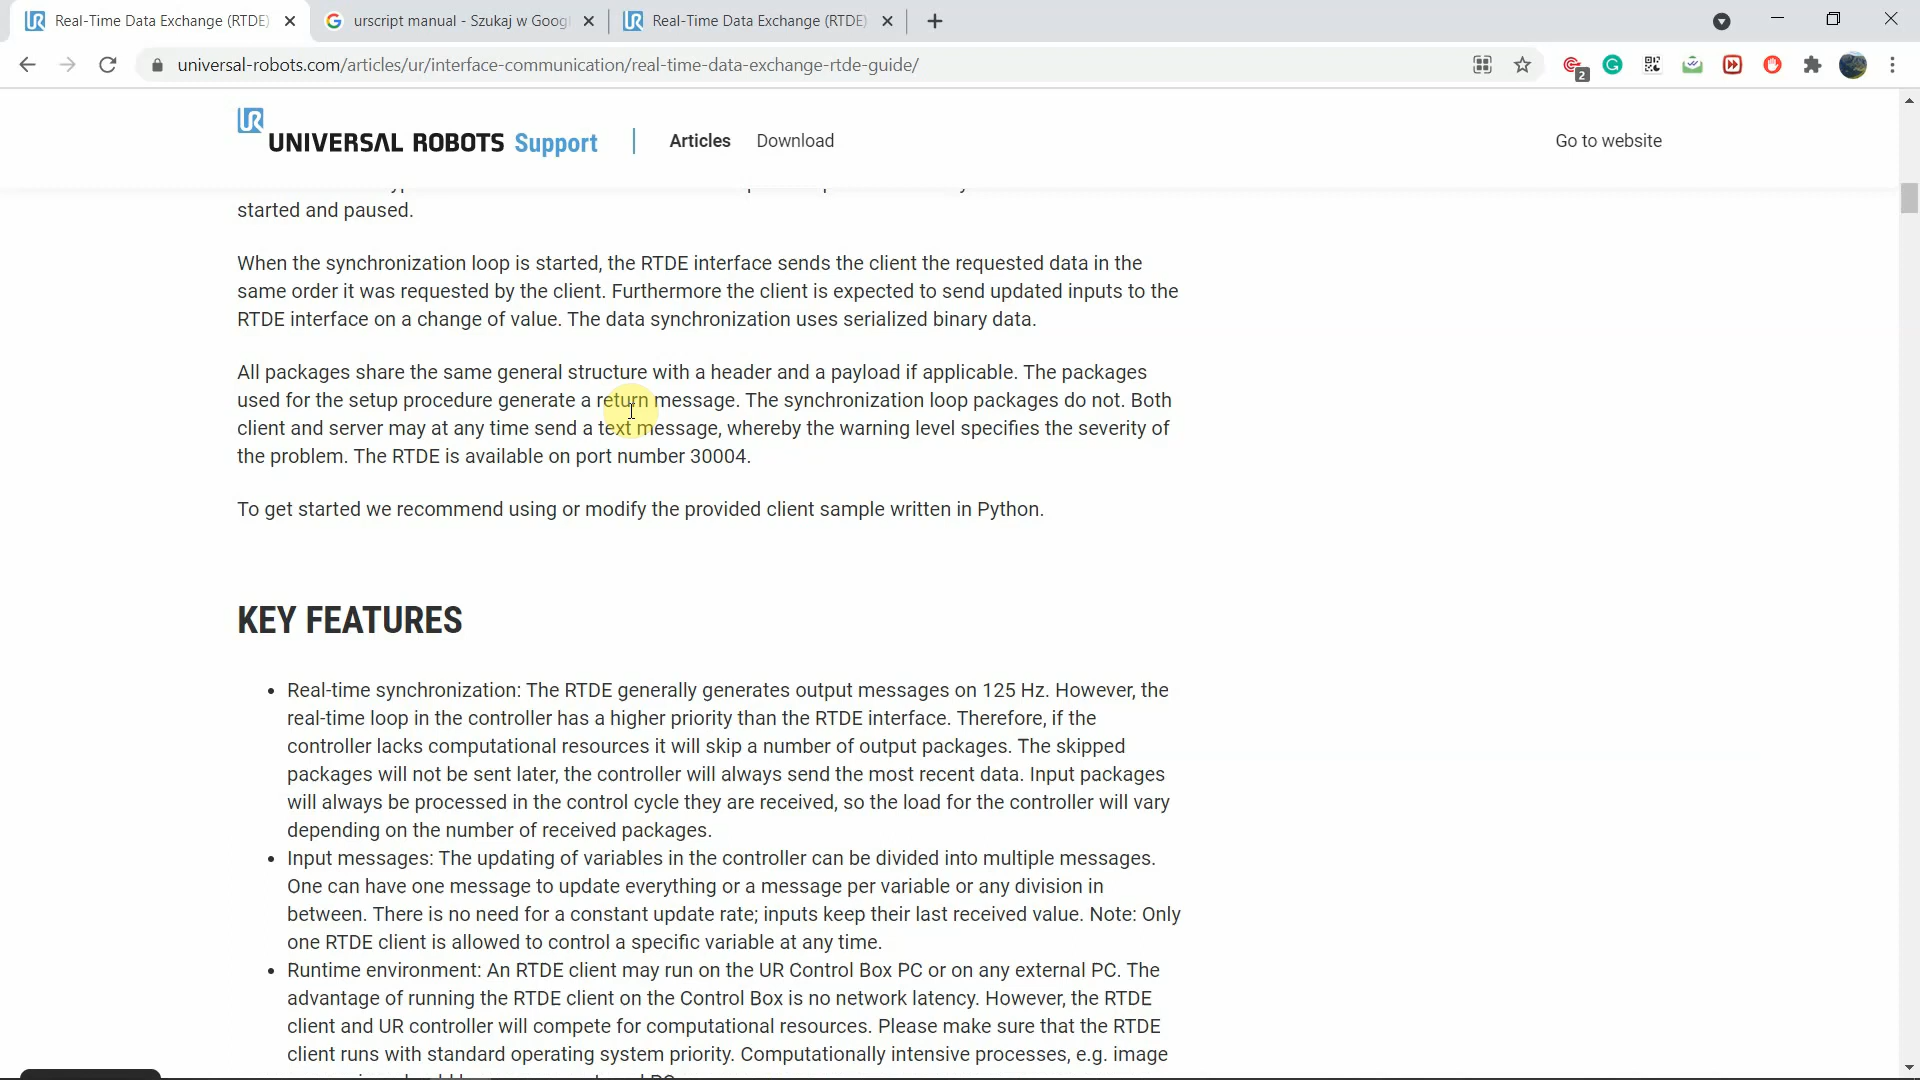 Real-Time Data Exchange (RTDE)
urscript manual - Szukaj w Goog
Real-Time Data Exchange (RTDE)
universal-robots.com/articles/ur/interface-communication/real-time-data-exchange-rtde-guide/
2
UR
UNIVERSAL ROBOTS Support
Articles
Download
Go to website
started and paused.
When the synchronization loop is started, the RTDE interface sends the client the requested data in the
same order it was requested by the client. Furthermore the client is expected to send updated inputs to the
RTDE interface on a change of value. The data synchronization uses serialized binary data.
All packages share the same general structure with a header and a payload if applicable. The packages
used for the setup procedure generate a return message. The synchronization loop packages do not. Both
client and server may at any time send a text message, whereby the warning level specifies the severity of
the problem. The RTDE is available on port number 30004.
To get started we recommend using or modify the provided client sample written in Python.
KEY FEATURES
• Real-time synchronization: The RTDE generally generates output messages on 125 Hz. However, the
real-time loop in the controller has a higher priority than the RTDE interface. Therefore, if the
controller lacks computational resources it will skip a number of output packages. The skipped
packages will not be sent later, the controller will always send the most recent data. Input packages
will always be processed in the control cycle they are received, so the load for the controller will vary
depending on the number of received packages.
• Input messages: The updating of variables in the controller can be divided into multiple messages.
One can have one message to update everything or a message per variable or any division in
between. There is no need for a constant update rate; inputs keep their last received value. Note: Only
one RTDE client is allowed to control a specific variable at any time.
• Runtime environment: An RTDE client may run on the UR Control Box PC or on any external PC. The
advantage of running the RTDE client on the Control Box is no network latency. However, the RTDE
client and UR controller will compete for computational resources. Please make sure that the RTDE
client runs with standard operating system priority. Computationally intensive processes, e.g. image